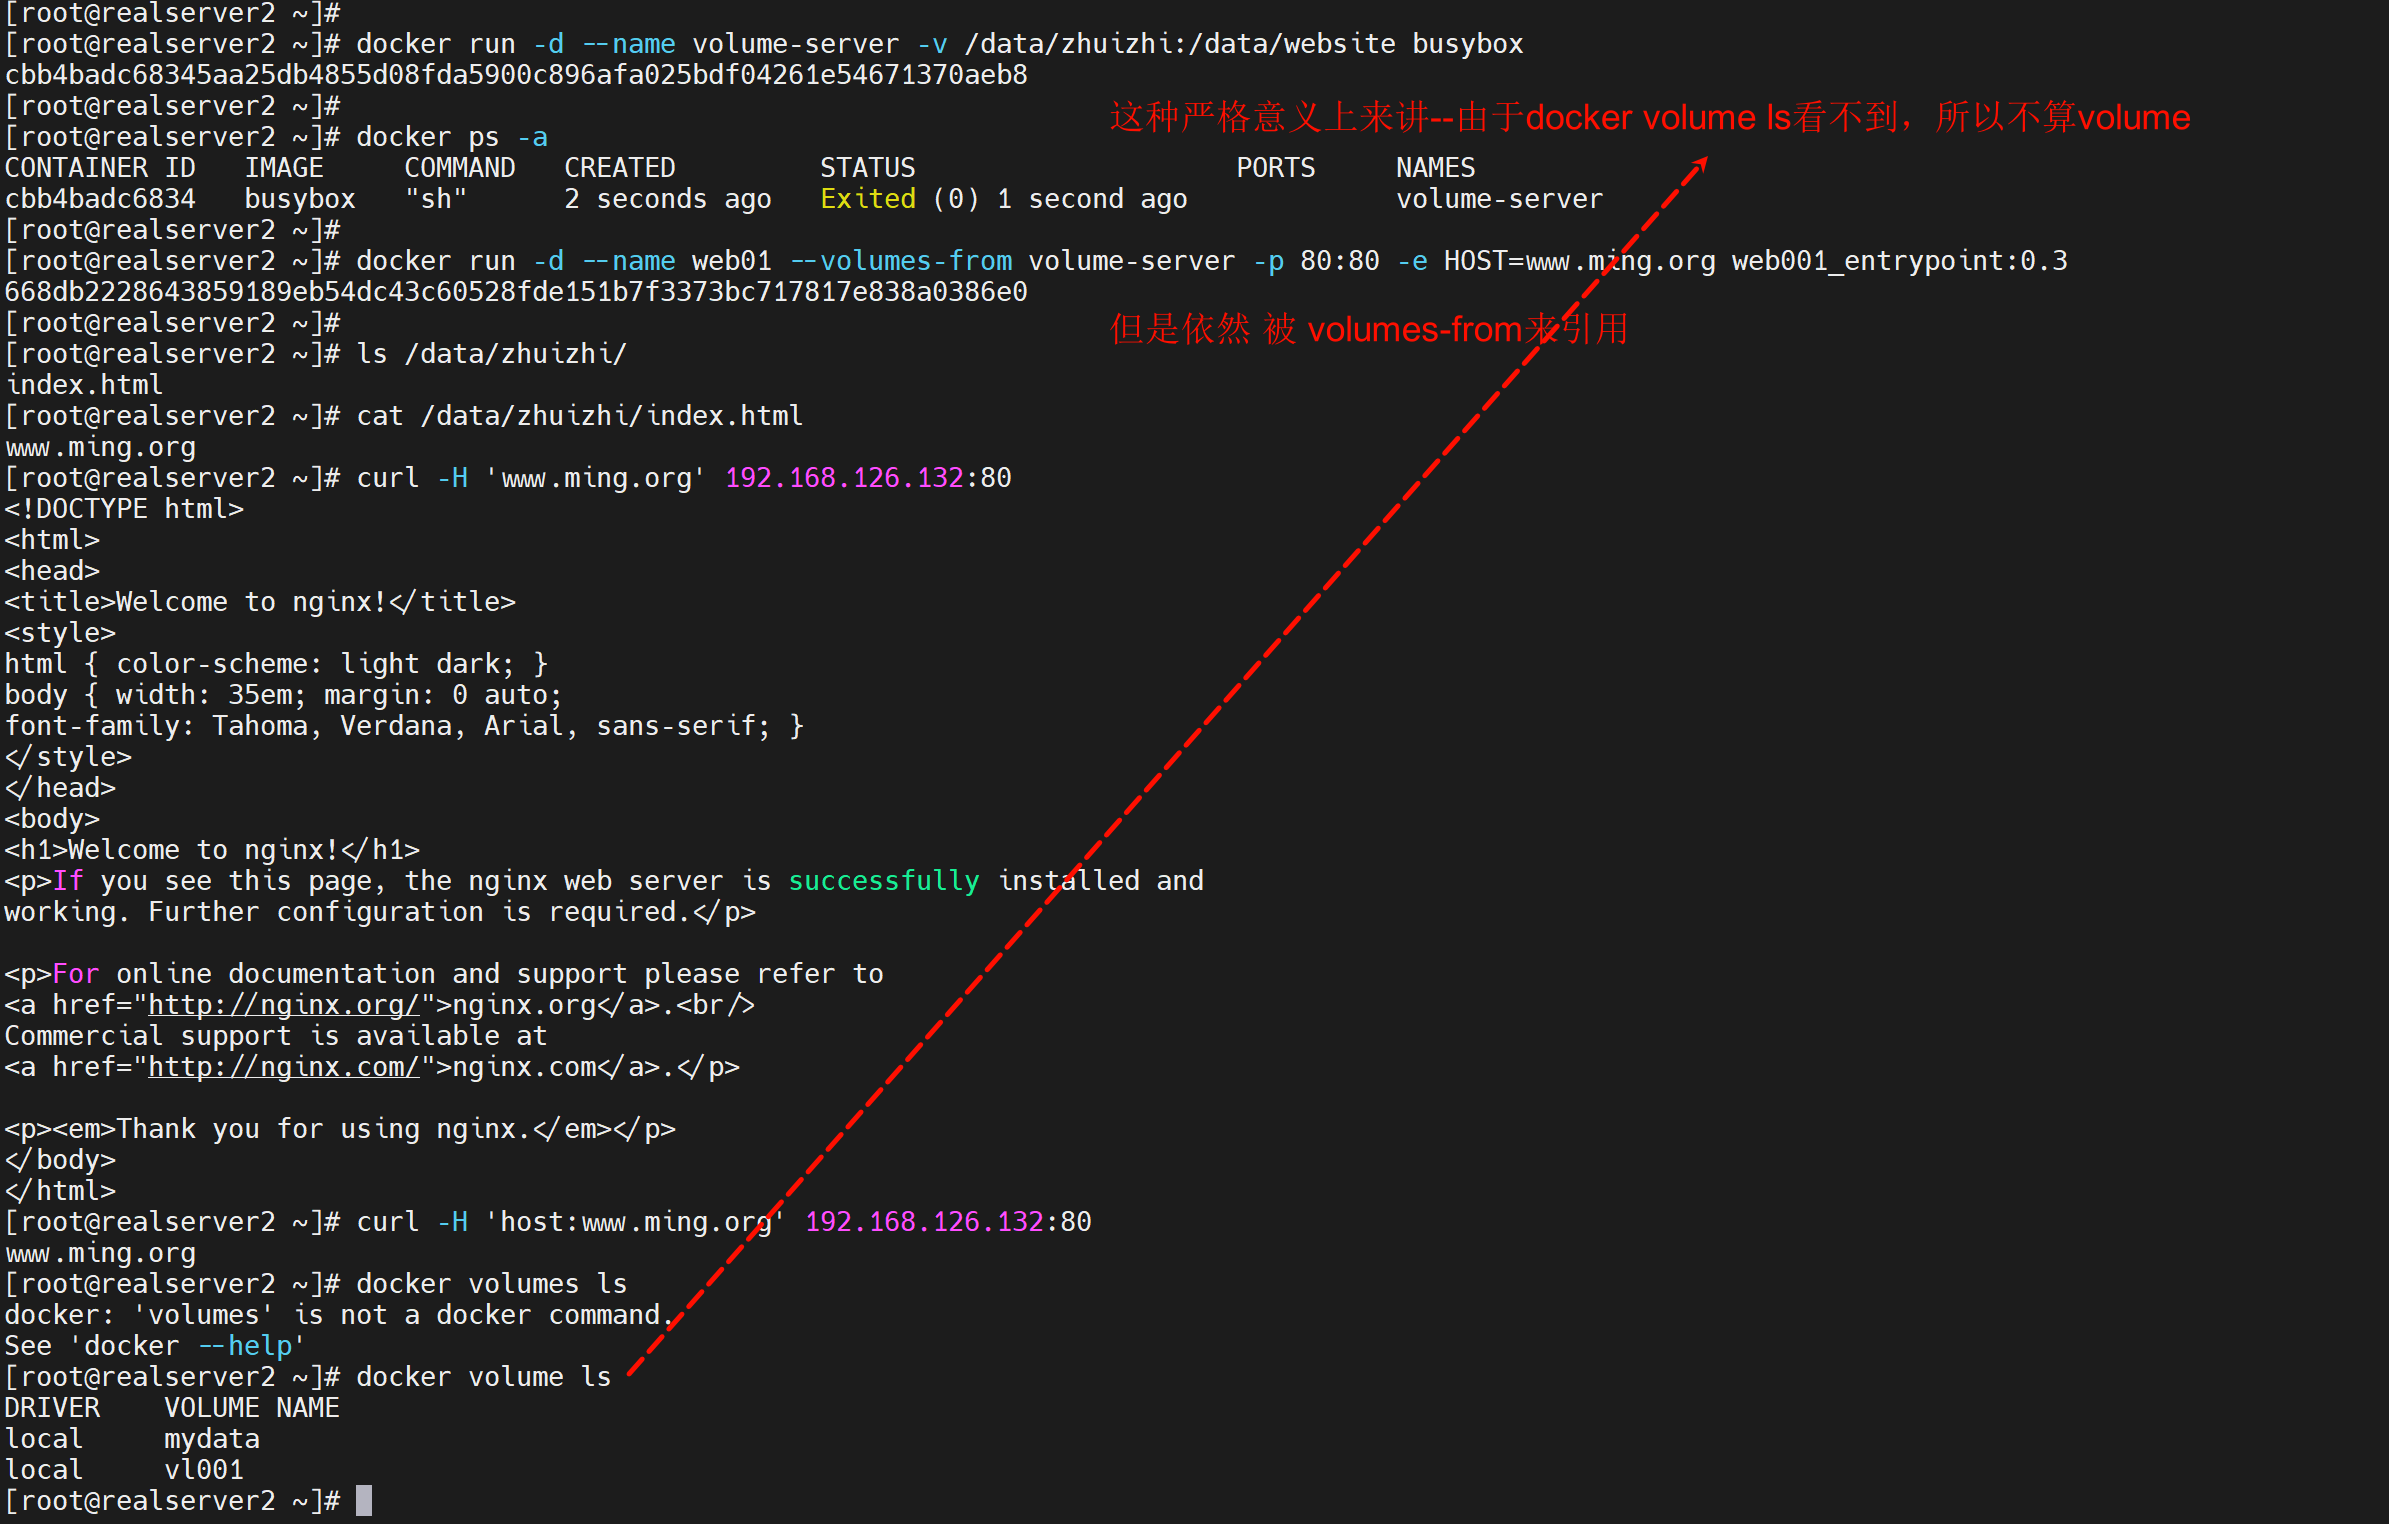 [root@realserver2 ~]#
[root@realserver2 ~]# docker run -d --name volume-server -v /data/zhuizhi:/data/website busybox
cbb4badc68345aa25db4855d08fda5900c896afa025bdf04261e54671370aeb8
[root@realserver2 ~]#
这种严格意义上来讲--由于docker volume ls看不到，所以不算volume
[root@realserver2 ~]# docker ps -a
CONTAINER ID   IMAGE     COMMAND   CREATED         STATUS                    PORTS     NAMES
cbb4badc6834   busybox   "sh"      2 seconds ago   Exited (0) 1 second ago             volume-server
[root@realserver2 ~]#
[root@realserver2 ~]# docker run -d --name web01 --volumes-from volume-server -p 80:80 -e HOST=www.ming.org web001_entrypoint:0.3
668db2228643859189eb54dc43c60528fde151b7f3373bc717817e838a0386e0
[root@realserver2 ~]#
但是依然 被 volumes-from来引用
[root@realserver2 ~]# ls /data/zhuizhi/
index.html
[root@realserver2 ~]# cat /data/zhuizhi/index.html
www.ming.org
[root@realserver2 ~]# curl -H 'www.ming.org' 192.168.126.132:80
<!DOCTYPE html>
<html>
<head>
<title>Welcome to nginx!</title>
<style>
html { color-scheme: light dark; }
body { width: 35em; margin: 0 auto;
font-family: Tahoma, Verdana, Arial, sans-serif; }
</style>
</head>
<body>
<h1>Welcome to nginx!</h1>
<p>If you see this page, the nginx web server is successfully installed and
working. Further configuration is required.</p>
<p>For online documentation and support please refer to
<a href="http://nginx.org/">nginx.org</a>.<br/>
Commercial support is available at
<a href="http://nginx.com/">nginx.com</a>.</p>
<p><em>Thank you for using nginx.</em></p>
</body>
</html>
[root@realserver2 ~]# curl -H 'host:www.ming.org' 192.168.126.132:80
www.ming.org
[root@realserver2 ~]# docker volumes ls
docker: 'volumes' is not a docker command.
See 'docker --help'
[root@realserver2 ~]# docker volume ls
DRIVER    VOLUME NAME
local     mydata
local     vl001
[root@realserver2 ~]#